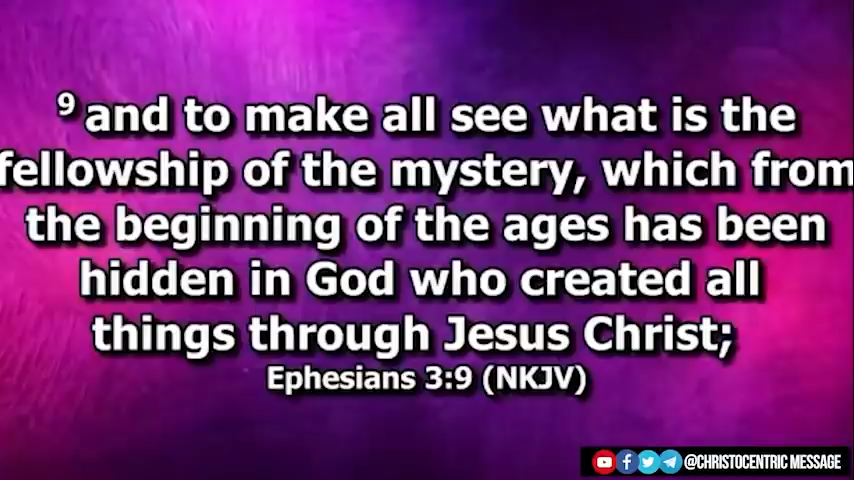 9 and to make all see what is the
fellowship of the mystery, which from
the beginning of the ages has been
hidden in God who created all
things through Jesus Christ;
Ephesians 3:9 (NKJV)
@CHRISTOCENTRIC MESSAGE